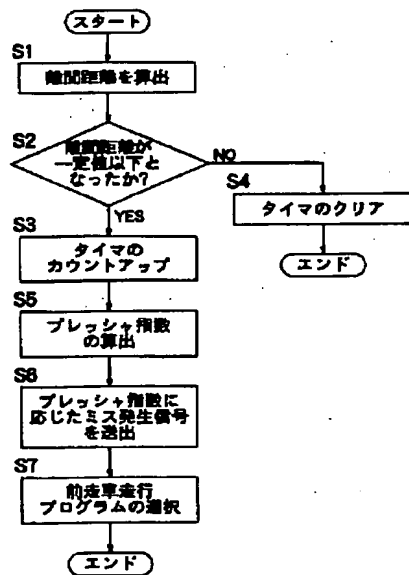 スタート
S1
離間距離を算出
S2
離間距離が
一定値以下と
なったか?
NO
S4
YES
タイマのクリア
S3
タイマの
カウントアップ
エンド
S5
プレッシャ指数
の算出
S6
プレッシャ指数に
応じたミス発生信号
を送出
S7
前走車走行
プログラムの選択
エンド